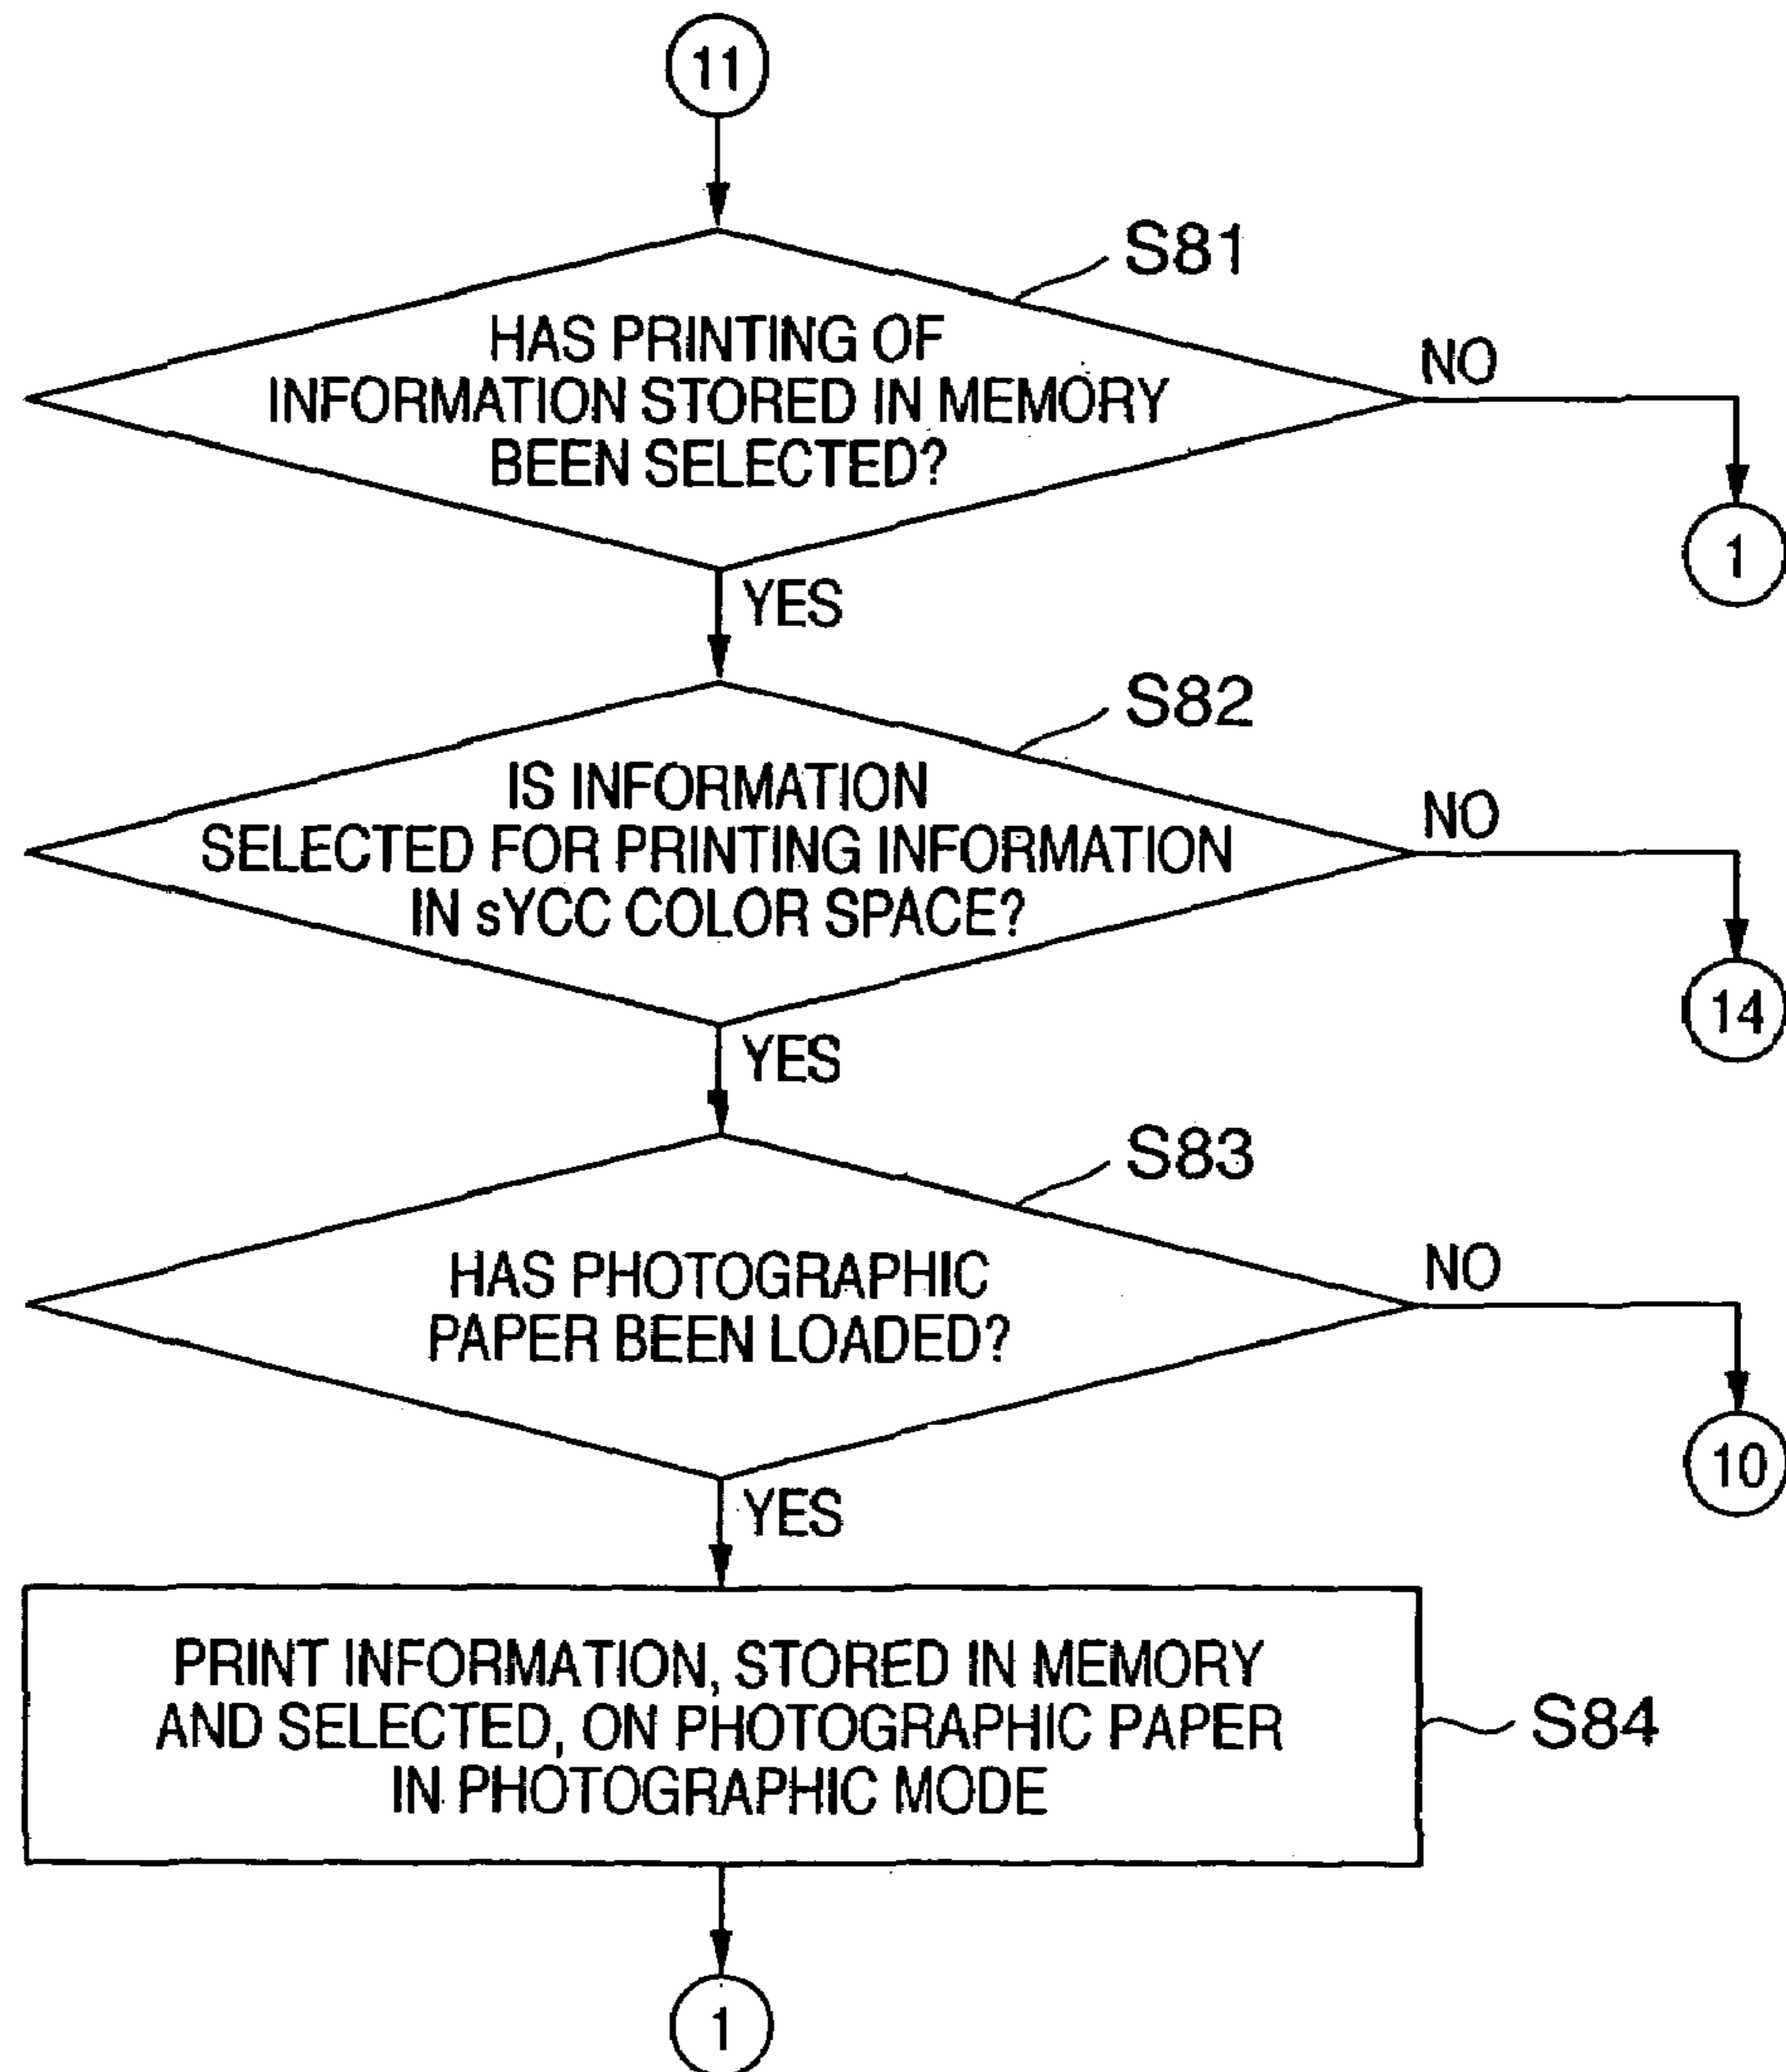 11
S81
HAS PRINTING OF
INFORMATION STORED IN MEMORY
BEEN SELECTED?
NO
1
YES
S82
IS INFORMATION
SELECTED FOR PRINTING INFORMATION
IN sYCC COLOR SPACE?
NO
14
YES
S83
HAS PHOTOGRAPHIC
PAPER BEEN LOADED?
NO
10
YES
PRINT INFORMATION, STORED IN MEMORY
AND SELECTED, ON PHOTOGRAPHIC PAPER
IN PHOTOGRAPHIC MODE
S84
1